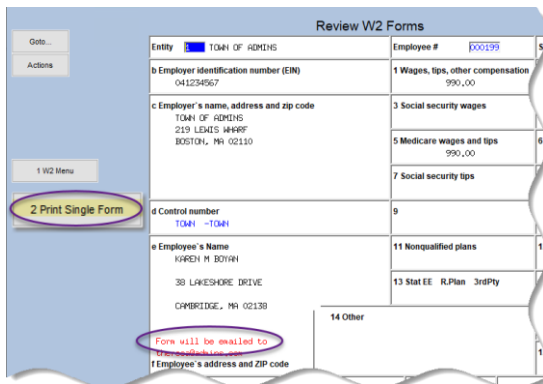 Review W2 Forms
Goto...
Actions
1 W2 Menu
2 Print Single Form
Entity 1 TOWN OF ADMINS
Employee # 000199
b Employer identification number (EIN)
041234567
1 Wages, tips, other compensation
990.00
c Employer's name, address and zip code
TOWN OF ADMINS
219 LEWIS WHARF
BOSTON, MA 02110
3 Social security wages
5 Medicare wages and tips
990.00
7 Social security tips
d Control number
TOWN -TOWN
9
e Employee's Name
KAREN M BOYAN
38 LAKESHORE DRIVE
CAMBRIDGE, MA 02138
11 Nonqualified plans
13 Stat EE R.Plan 3rdPty
14 Other
Form will be emailed to
f Employee's address and ZIP code